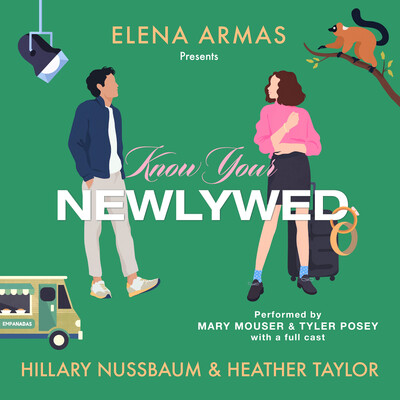 ELENA ARMAS
Presents
Know Your
NEWLYWED
EMPANADAS
Performed by
MARY MOUSER & TYLER POSEY
with a full cast
HILLARY NUSSBAUM & HEATHER TAYLOR